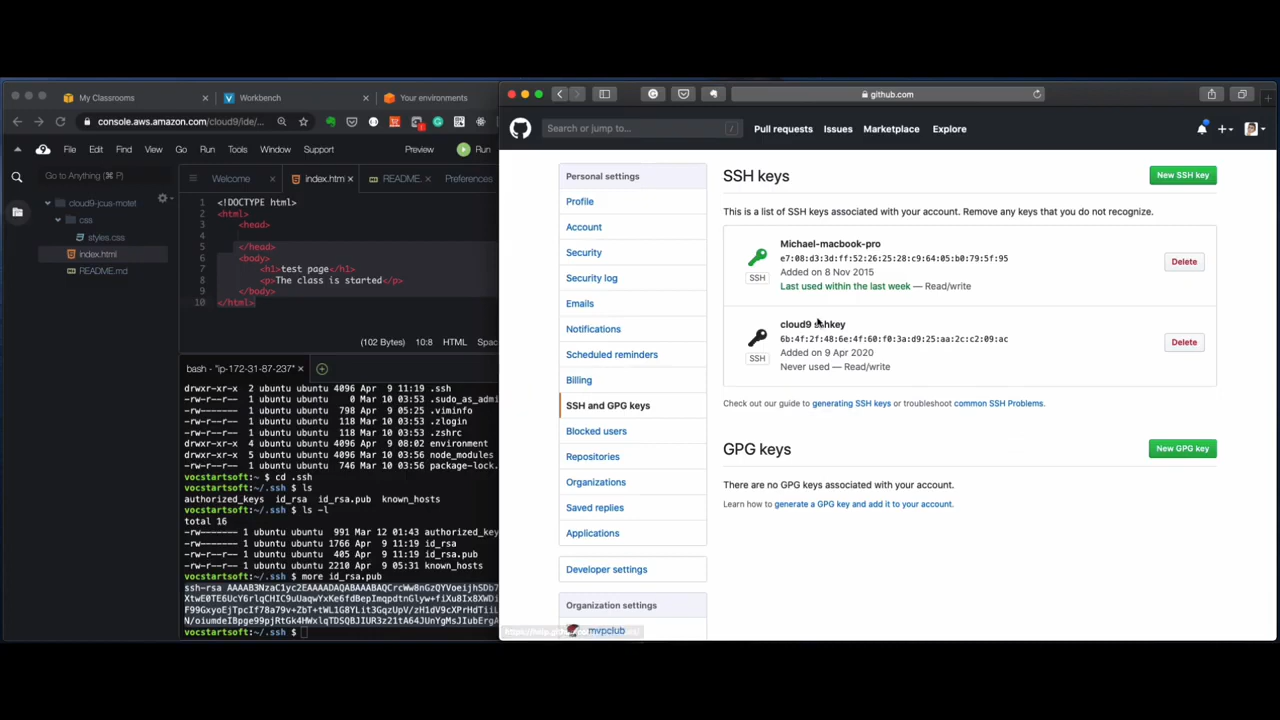 My Classrooms
Workbench
Your environments
console.aws.amazon.com/cloud9/ide/...
File Edit Find View Go Run Tools Window Support Preview Run
Go to Anything (⌘ P)
cloud9-jcus-motet
css
styles.css
index.html
README.md
Welcome
index.htm
README.
Preferences
1 <!DOCTYPE html>
2 <html>
3 <head>
4
5 </head>
6 <body>
7 <h1>test page</h1>
8 <p>The class is started</p>
9 </body>
10 </html>
(102 Bytes) 10:8 HTML Spac
bash - "ip-172-31-87-237"
drwxr-xr-x 2 ubuntu ubuntu 4096 Apr 9 11:19 .ssh
-rw-r--r-- 1 ubuntu ubuntu 0 Mar 10 03:53 .sudo_as_adm
-rw-r--r-- 1 ubuntu ubuntu 798 Apr 9 05:25 .viminfo
-rw-r--r-- 1 ubuntu ubuntu 118 Mar 10 03:53 .zlogin
-rw-r--r-- 1 ubuntu ubuntu 118 Mar 10 03:53 .zshrc
drwxr-xr-x 4 ubuntu ubuntu 4096 Apr 9 08:02 environment
drwxr-xr-x 5 ubuntu ubuntu 4096 Mar 10 03:56 node_modules
-rw-r--r-- 1 ubuntu ubuntu 746 Mar 10 03:56 package-lock.
vocstartsoft:~ $ cd .ssh
vocstartsoft:~/.ssh $ ls
authorized_keys id_rsa id_rsa.pub known_hosts
vocstartsoft:~/.ssh $ ls -l
total 16
-rw------- 1 ubuntu ubuntu 991 Mar 12 01:43 authorized_key
-rw------- 1 ubuntu ubuntu 1766 Apr 9 11:19 id_rsa
-rw-r--r-- 1 ubuntu ubuntu 405 Apr 9 11:19 id_rsa.pub
-rw-r--r-- 1 ubuntu ubuntu 2210 Apr 9 05:31 known_hosts
vocstartsoft:~/.ssh $ more id_rsa.pub
ssh-rsa
vocstartsoft:~/.ssh $
github.com
Search or jump to... /
Pull requests Issues Marketplace Explore
Personal settings
Profile
Account
Security
Security log
Emails
Notifications
Scheduled reminders
Billing
SSH and GPG keys
Blocked users
Repositories
Organizations
Saved replies
Applications
Developer settings
Organization settings
mvpclub
SSH keys
New SSH key
This is a list of SSH keys associated with your account. Remove any keys that you do not recognize.
Michael-macbook-pro
e7:08:d3:3d:ff:52:26:25:28:c9:64:05:b0:79:5f:95
SSH
Added on 8 Nov 2015
Last used within the last week — Read/write
Delete
cloud9 sshkey
6b:4f:2f:48:6e:4f:60:f0:3a:d9:25:aa:2c:c2:09:ac
SSH
Added on 9 Apr 2020
Never used — Read/write
Delete
Check out our guide to generating SSH keys or troubleshoot common SSH Problems.
GPG keys
New GPG key
There are no GPG keys associated with your account.
Learn how to generate a GPG key and add it to your account.